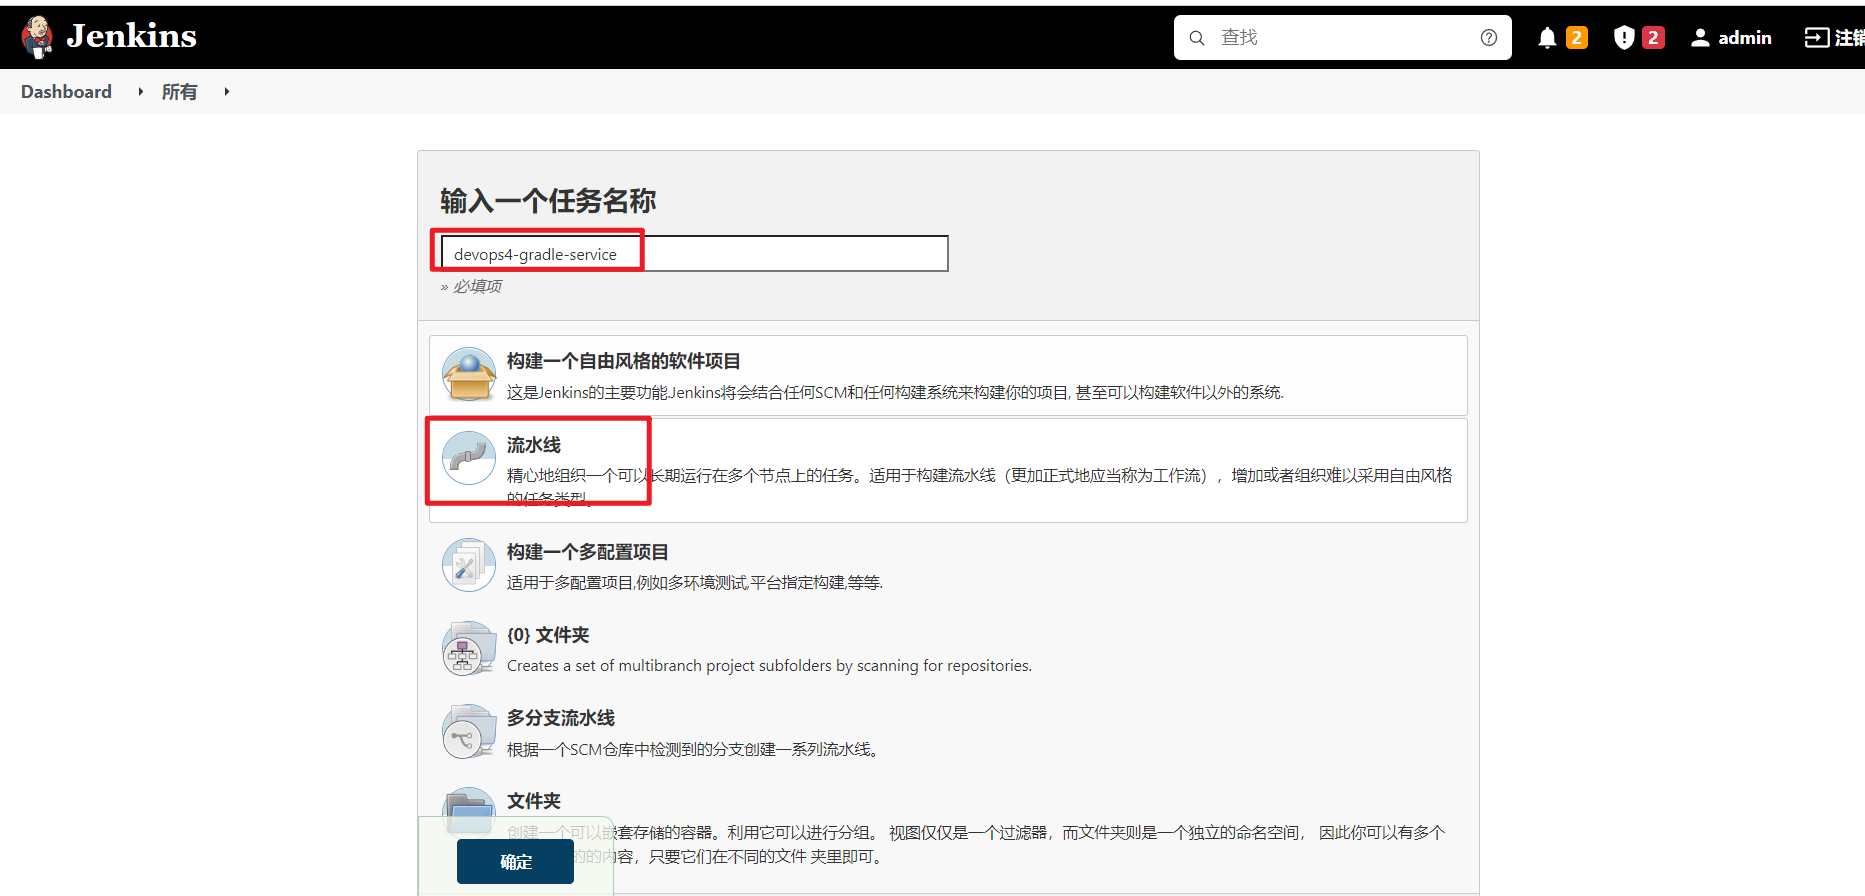 Jenkins
查找
2
2
admin
注销
Dashboard
所有
输入一个任务名称
devops4-gradle-service
» 必填项
构建一个自由风格的软件项目
这是Jenkins的主要功能.Jenkins将会结合任何SCM和任何构建系统来构建你的项目, 甚至可以构建软件以外的系统.
流水线
精心地组织一个可以长期运行在多个节点上的任务。适用于构建流水线（更加正式地应当称为工作流），增加或者组织难以采用自由风格
的任务类型。
构建一个多配置项目
适用于多配置项目,例如多环境测试,平台指定构建,等等.
{0} 文件夹
Creates a set of multibranch project subfolders by scanning for repositories.
多分支流水线
根据一个SCM仓库中检测到的分支创建一系列流水线。
文件夹
创建一个可以嵌套存储的容器。利用它可以进行分组。 视图仅仅是一个过滤器，而文件夹则是一个独立的命名空间， 因此你可以有多个
的的内容，只要它们在不同的文件 夹里即可。
确定